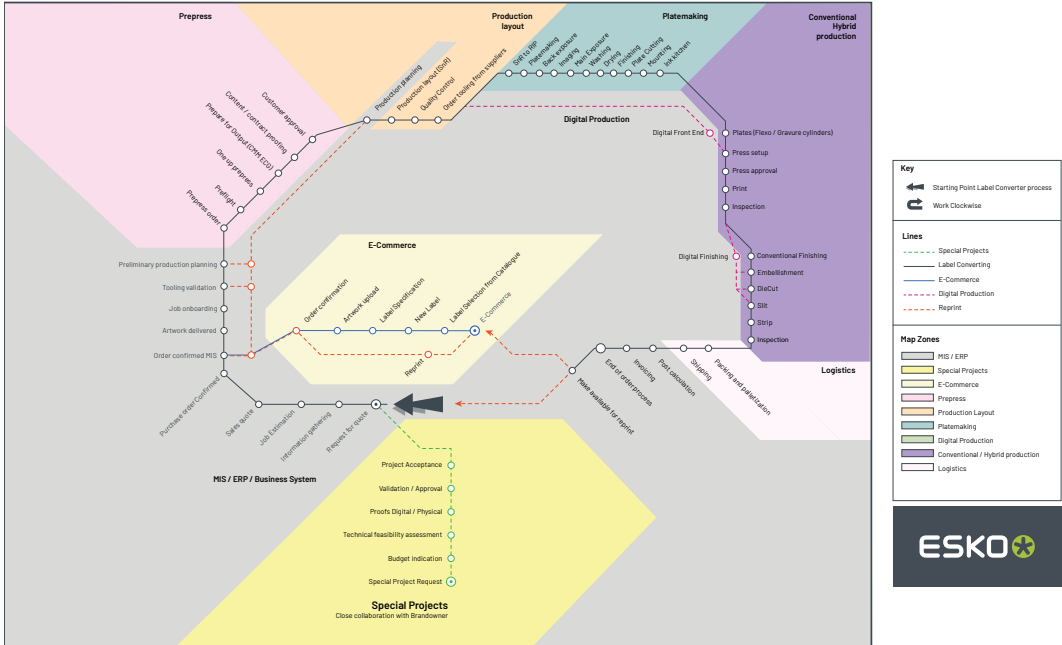 Prepress
Production
layout
Platemaking
Conventional
Hybrid
production
SnR to RIP
Platemaking
Back exposure
Imaging
Main Exposure
Washing
Drying
Finishing
Plate Cutting
Mounting
Ink kitchen
Production planning
Production layout (SnR)
Quality Control
Order tooling from suppliers
Digital Production
Customer approval
Content / contract proofing
Prepare for Output (CMM ECG)
One up prepress
Preflight
Prepress order
Digital Front End
Plates (Flexo / Gravure cylinders)
Press setup
Press approval
Print
Inspection
Digital Finishing
Conventional Finishing
Embellishment
DieCut
Slit
Strip
Inspection
E-Commerce
Preliminary production planning
Tooling validation
Job onboarding
Artwork delivered
Order confirmed MIS
Order confirmation
Artwork upload
Label Specification
New Label
Label Selection from Catalogue
E-Commerce
Reprint
Logistics
Make available for reprint
End of order process
Invoicing
Post calculation
Shipping
Packing and palletization
Purchase order Confirmed
Sales quote
Job Estimation
Information gathering
Request for quote
MIS / ERP / Business System
Project Acceptance
Validation / Approval
Proofs Digital / Physical
Technical feasibility assessment
Budget indication
Special Project Request
Special Projects
Close collaboration with Brandowner
Key
Starting Point Label Converter process
Work Clockwise
Lines
Special Projects
Label Converting
E-Commerce
Digital Production
Reprint
Map Zones
MIS / ERP
Special Projects
E-Commerce
Prepress
Production Layout
Platemaking
Digital Production
Conventional / Hybrid production
Logistics
ESKO